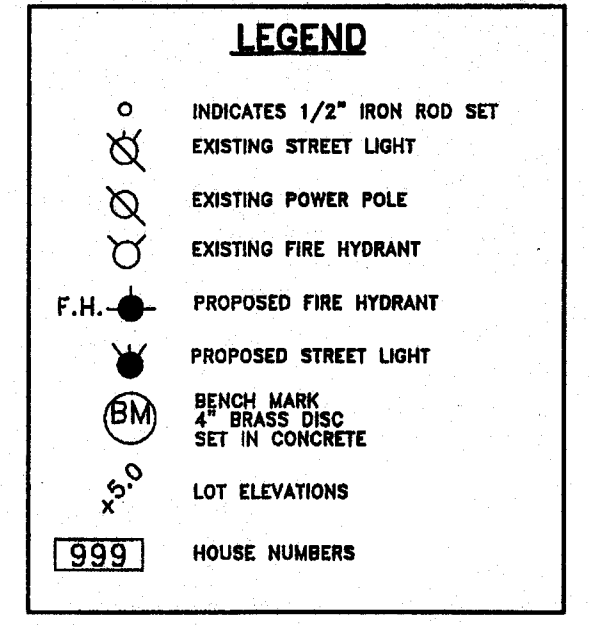 LEGEND
INDICATES 1/2" IRON ROD SET
EXISTING STREET LIGHT
EXISTING POWER POLE
EXISTING FIRE HYDRANT
F.H. PROPOSED FIRE HYDRANT
PROPOSED STREET LIGHT
BM
BENCH MARK
4" BRASS DISC
SET IN CONCRETE
x5.0 LOT ELEVATIONS
999 HOUSE NUMBERS